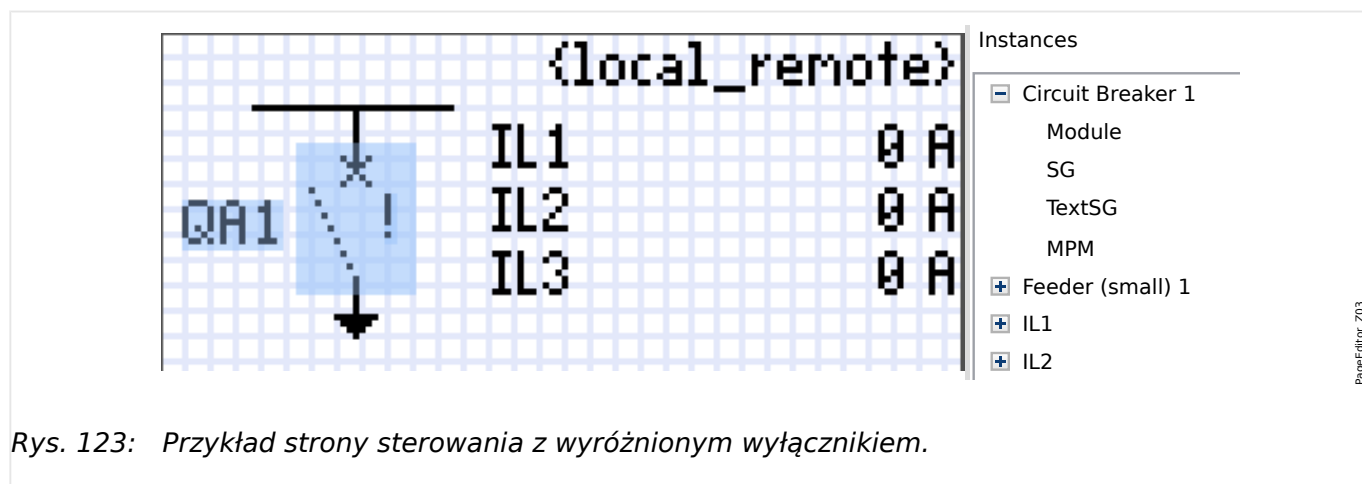 {local_remote}
IL1 0 A
QA1 !
IL2 0 A
IL3 0 A
Instances
Circuit Breaker 1
Module
SG
TextSG
MPM
Feeder (small) 1
IL1
IL2
PageEditor_Z03
Rys. 123: Przykład strony sterowania z wyróżnionym wyłącznikiem.